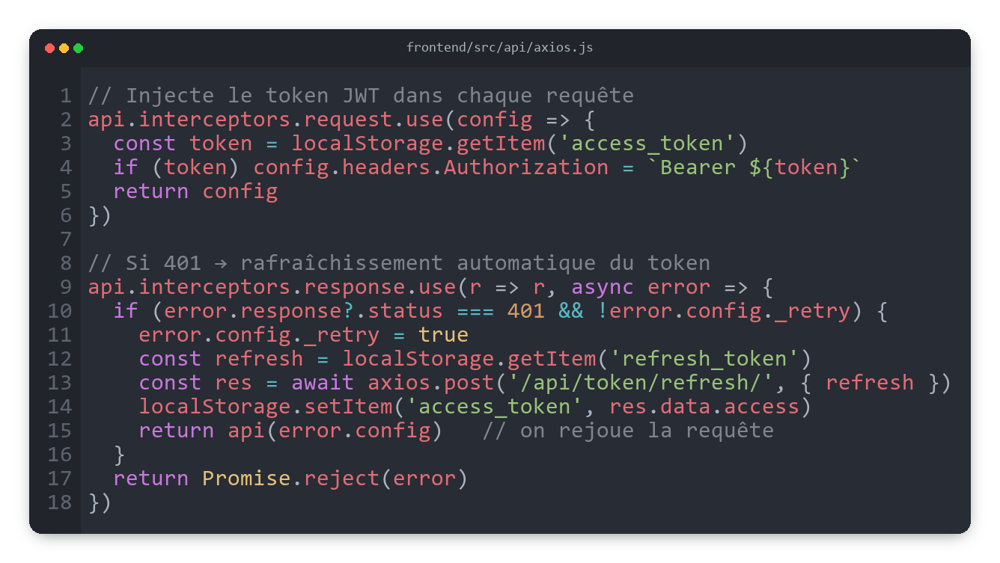 frontend/src/api/axios.js
1 // Injecte le token JWT dans chaque requête
2 api.interceptors.request.use(config => {
3   const token = localStorage.getItem('access_token')
4   if (token) config.headers.Authorization = `Bearer ${token}`
5   return config
6 })
7
8 // Si 401 → rafraîchissement automatique du token
9 api.interceptors.response.use(r => r, async error => {
10   if (error.response?.status === 401 && !error.config._retry) {
11     error.config._retry = true
12     const refresh = localStorage.getItem('refresh_token')
13     const res = await axios.post('/api/token/refresh/', { refresh })
14     localStorage.setItem('access_token', res.data.access)
15     return api(error.config)   // on rejoue la requête
16   }
17   return Promise.reject(error)
18 })